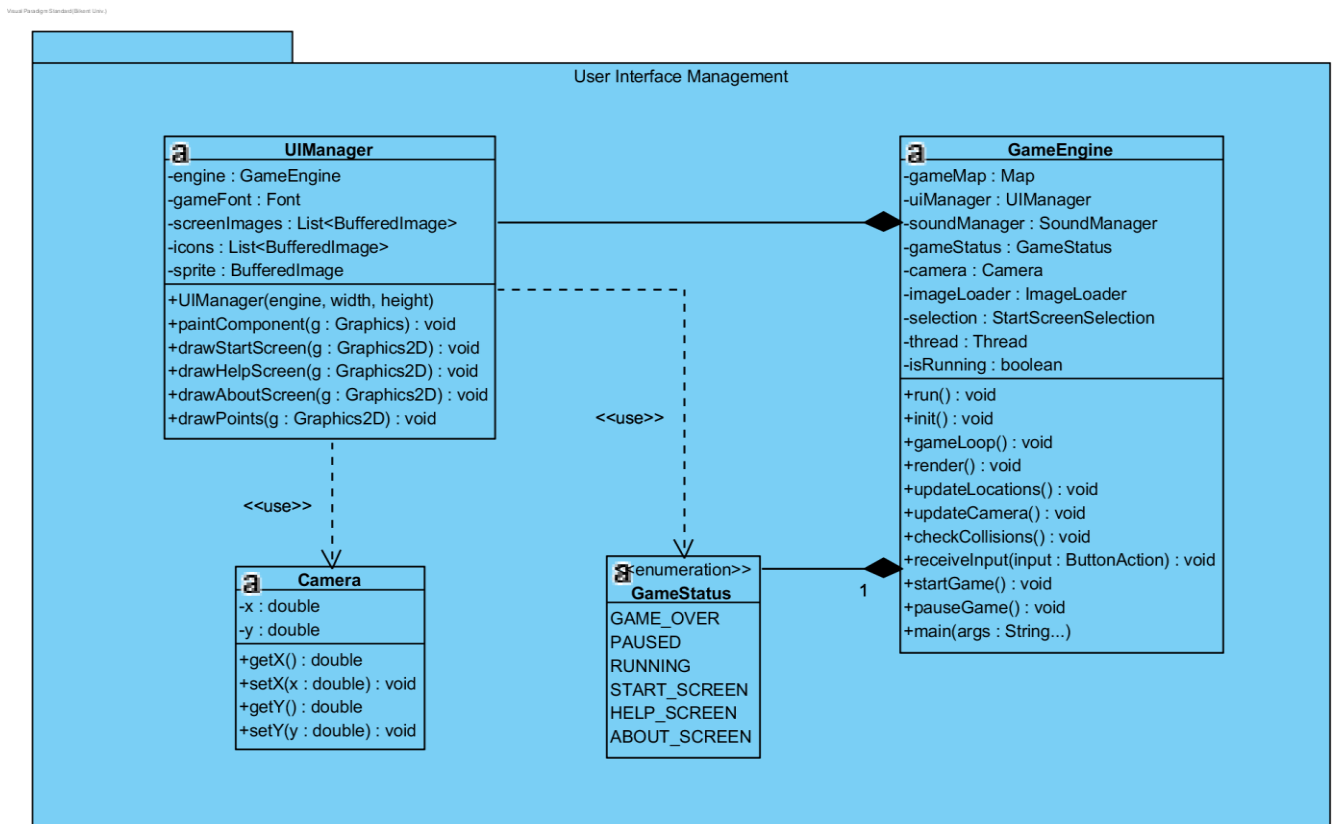 Visual Paradigm Standard(Bilkent Univ.)
User Interface Management
UIManager
-engine : GameEngine
-gameFont : Font
-screenImages : List<BufferedImage>
-icons : List<BufferedImage>
-sprite : BufferedImage
+UIManager(engine, width, height)
+paintComponent(g : Graphics) : void
+drawStartScreen(g : Graphics2D) : void
+drawHelpScreen(g : Graphics2D) : void
+drawAboutScreen(g : Graphics2D) : void
+drawPoints(g : Graphics2D) : void
GameEngine
-gameMap : Map
-uiManager : UIManager
-soundManager : SoundManager
-gameStatus : GameStatus
-camera : Camera
-imageLoader : ImageLoader
-selection : StartScreenSelection
-thread : Thread
-isRunning : boolean
+run() : void
+init() : void
+gameLoop() : void
+render() : void
+updateLocations() : void
+updateCamera() : void
+checkCollisions() : void
+receiveInput(input : ButtonAction) : void
+startGame() : void
+pauseGame() : void
+main(args : String...)
<<use>>
<<use>>
Camera
-x : double
-y : double
+getX() : double
+setX(x : double) : void
+getY() : double
+setY(y : double) : void
<<enumeration>>
GameStatus
GAME_OVER
PAUSED
RUNNING
START_SCREEN
HELP_SCREEN
ABOUT_SCREEN
1